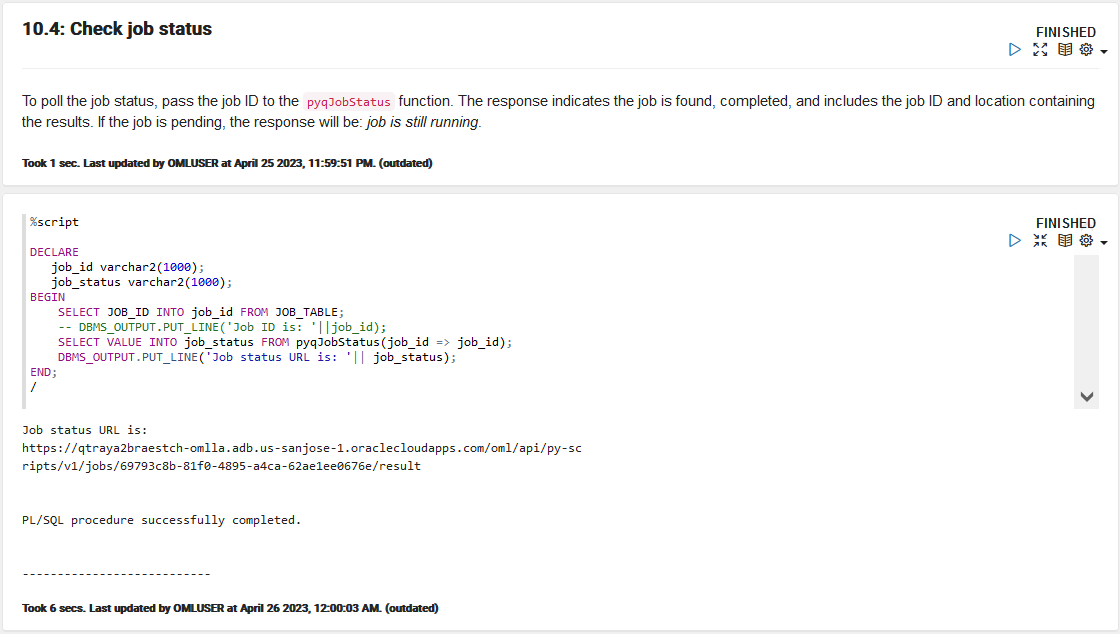 10.4: Check job status
FINISHED
To poll the job status, pass the job ID to the pyqJobStatus function. The response indicates the job is found, completed, and includes the job ID and location containing
the results. If the job is pending, the response will be: job is still running.
Took 1 sec. Last updated by OMLUSER at April 25 2023, 11:59:51 PM. (outdated)
%script
FINISHED
DECLARE
job_id varchar2(1000);
job_status varchar2(1000);
BEGIN
SELECT JOB_ID INTO job_id FROM JOB_TABLE;
-- DBMS_OUTPUT.PUT_LINE('Job ID is: '||job_id);
SELECT VALUE INTO job_status FROM pyqJobStatus(job_id => job_id);
DBMS_OUTPUT.PUT_LINE('Job status URL is: '|| job_status);
END;
/
Job status URL is:
https://qtraya2braestch-omlla.adb.us-sanjose-1.oraclecloudapps.com/oml/api/py-sc
ripts/v1/jobs/69793c8b-81f0-4895-a4ca-62ae1ee0676e/result
PL/SQL procedure successfully completed.
---------------------------
Took 6 secs. Last updated by OMLUSER at April 26 2023, 12:00:03 AM. (outdated)